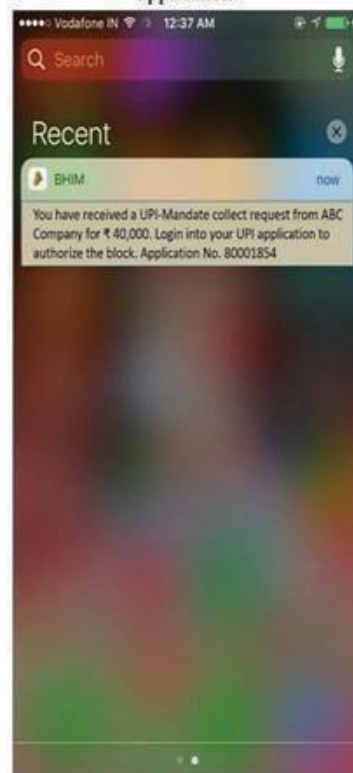 Vodafone IN 12:37 AM
Search
Recent
BHIM now
You have received a UPI-Mandate collect request from ABC
Company for ₹ 40,000. Login into your UPI application to
authorize the block. Application No. 80001854